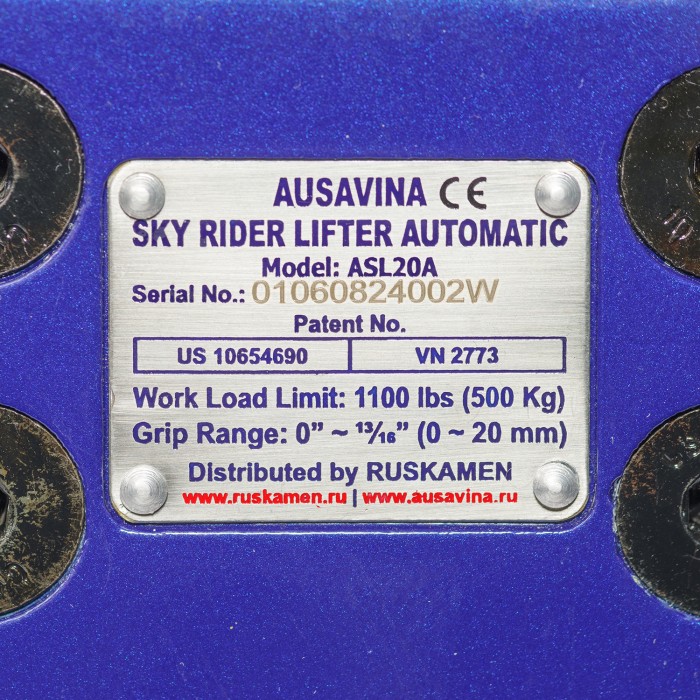 AUSAVINA CE
SKY RIDER LIFTER AUTOMATIC
Model: ASL20A
Serial No.: 01060824002W
Patent No.
US 10654690 VN 2773
Work Load Limit: 1100 lbs (500 Kg)
Grip Range: 0” ~ 13/16” (0 ~ 20 mm)
Distributed by RUSKAMEN
www.ruskamen.ru | www.ausavina.ru